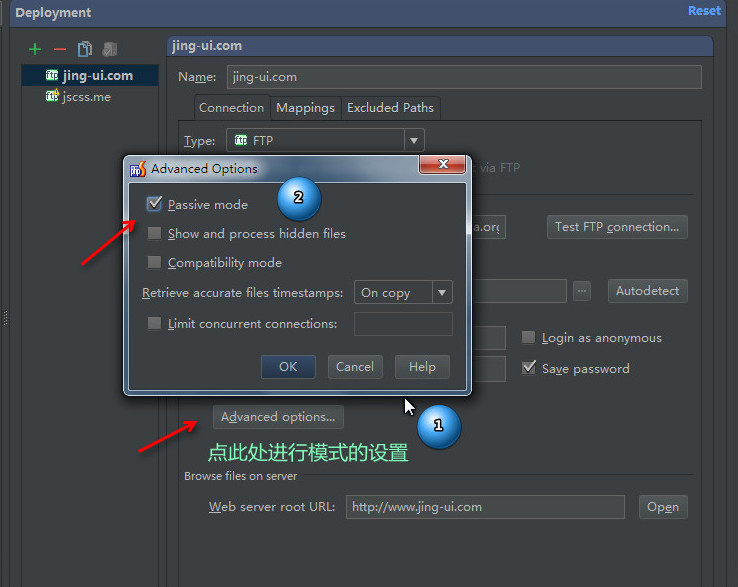 Deployment
Reset
jing-ui.com
jscss.me
jing-ui.com
Name: jing-ui.com
Connection Mappings Excluded Paths
Type: FTP
via FTP
Advanced Options
2
Passive mode
Show and process hidden files
Compatibility mode
Retrieve accurate files timestamps: On copy
Limit concurrent connections:
OK Cancel Help
Test FTP connection...
... Autodetect
Login as anonymous
Save password
Advanced options...
1
点此处进行模式的设置
Browse files on server
Web server root URL: http://www.jing-ui.com Open